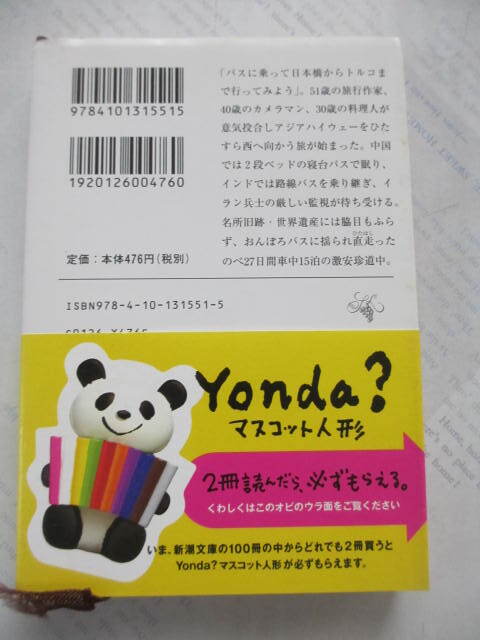 9784101315515
1920126004760
定価：本体476円(税別)
「バスに乗って日本橋からトルコま
で行ってみよう」。51歳の旅行作家、
40歳のカメラマン、30歳の料理人が
意気投合しアジアハイウェーをひた
すら西へ向かう旅が始まった。中国
では2段ベッドの寝台バスで眠り、
インドでは路線バスを乗り継ぎ、イ
ラン兵士の厳しい監視が待ち受ける。
名所旧跡・世界遺産には脇目もふら
ず、おんぼろバスに揺られ直走った
ひたはし
のべ27日間車中15泊の激安珍道中。
ISBN978-4-10-131551-5
Yonda?
マスコット人形
2冊読んだら、必ずもらえる。
くわしくはこのオビのウラ面をご覧ください
いま、新潮文庫の100冊の中からどれでも2冊買うと
Yonda?マスコット人形が必ずもらえます。